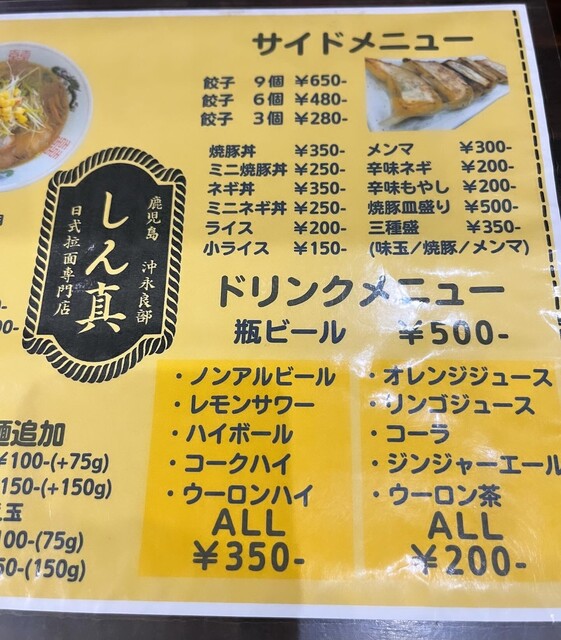 サイドメニュー
餃子 9個 ¥650-
餃子 6個 ¥480-
餃子 3個 ¥280-
焼豚丼 ¥350-
ミニ焼豚丼 ¥250-
ネギ丼 ¥350-
ミニネギ丼 ¥250-
ライス ¥200-
小ライス ¥150-
メンマ ¥300-
辛味ネギ ¥200-
辛味もやし ¥200-
焼豚皿盛り ¥500-
三種盛 ¥350-
(味玉/焼豚/メンマ)
鹿児島 沖永良部
しん真
日式拉面専門店
ドリンクメニュー
瓶ビール ¥500-
・ノンアルビール
・レモンサワー
・ハイボール
・コークハイ
・ウーロンハイ
ALL
¥350-
・オレンジジュース
・リンゴジュース
・コーラ
・ジンジャーエール
・ウーロン茶
ALL
¥200-
追加
¥100-(+75g)
150-(+150g)
玉
100-(75g)
50-(150g)